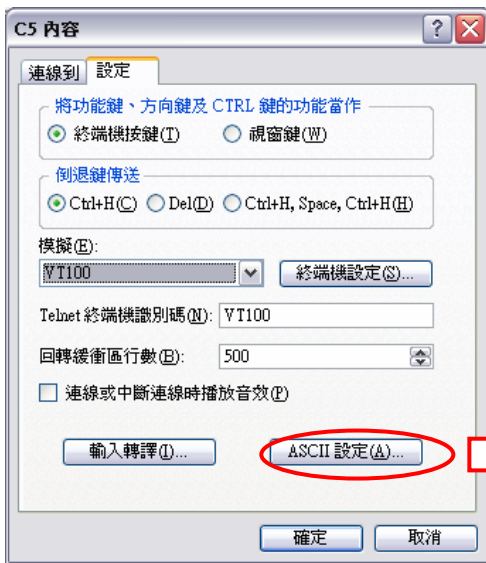 C5 內容
連線到 設定
將功能鍵、方向鍵及 CTRL 鍵的功能當作
終端機按鍵(T) 視窗鍵(W)
倒退鍵傳送
Ctrl+H(C) Del(D) Ctrl+H, Space, Ctrl+H(H)
模擬(E):
VT100 終端機設定(S)...
Telnet 終端機識別碼(N): VT100
回轉緩衝區行數(B): 500
連線或中斷連線時播放音效(P)
輸入轉譯(I)... ASCII 設定(A)...
確定 取消